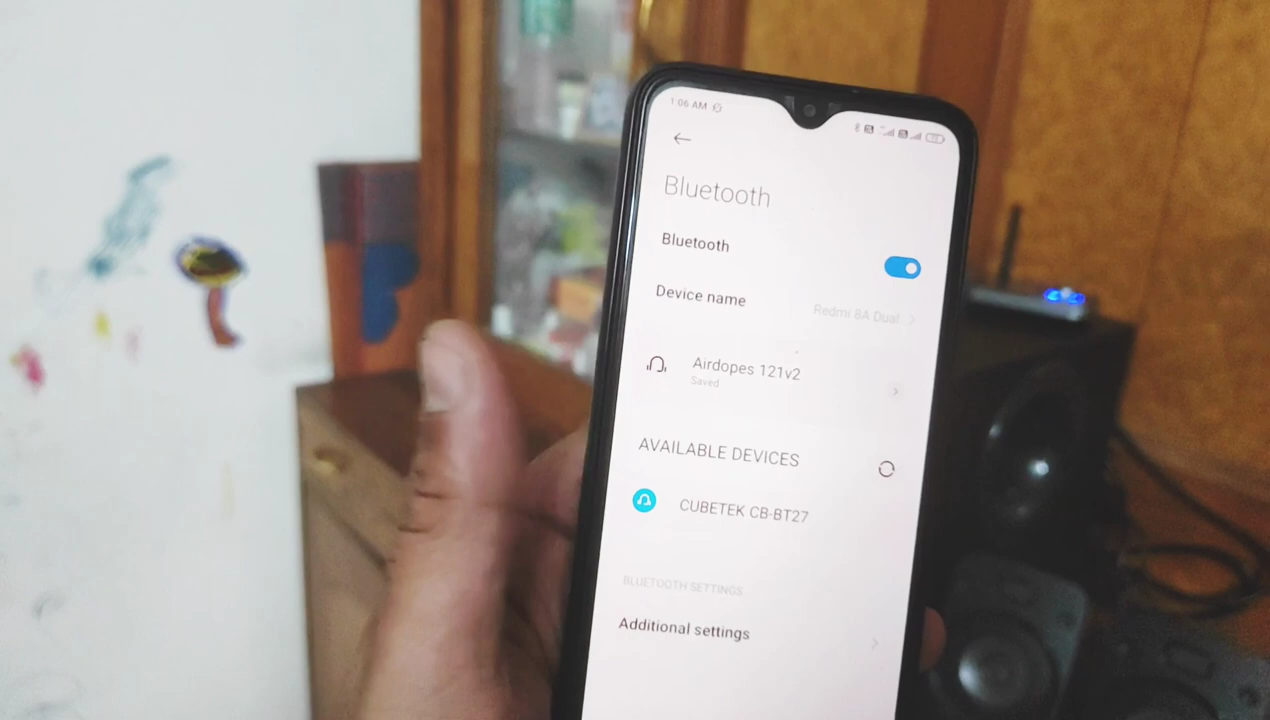 1:06 AM
Bluetooth
Bluetooth
Device name
Redmi 8A Dual
Airdopes 121v2
Saved
AVAILABLE DEVICES
CUBETEK CB-BT27
BLUETOOTH SETTINGS
Additional settings